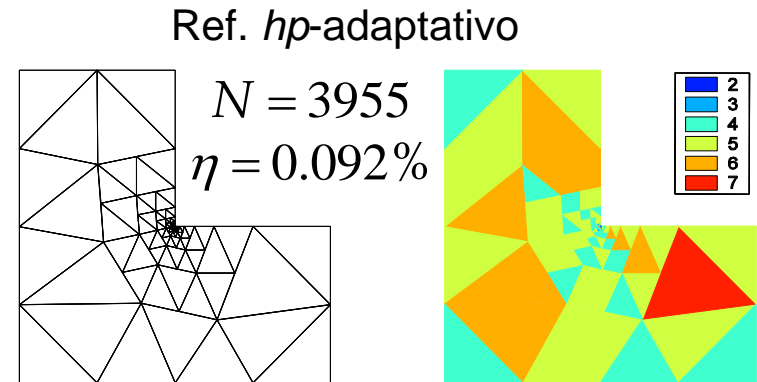 Ref. hp-adaptativo
N = 3955
η = 0.092%
2
3
4
5
6
7